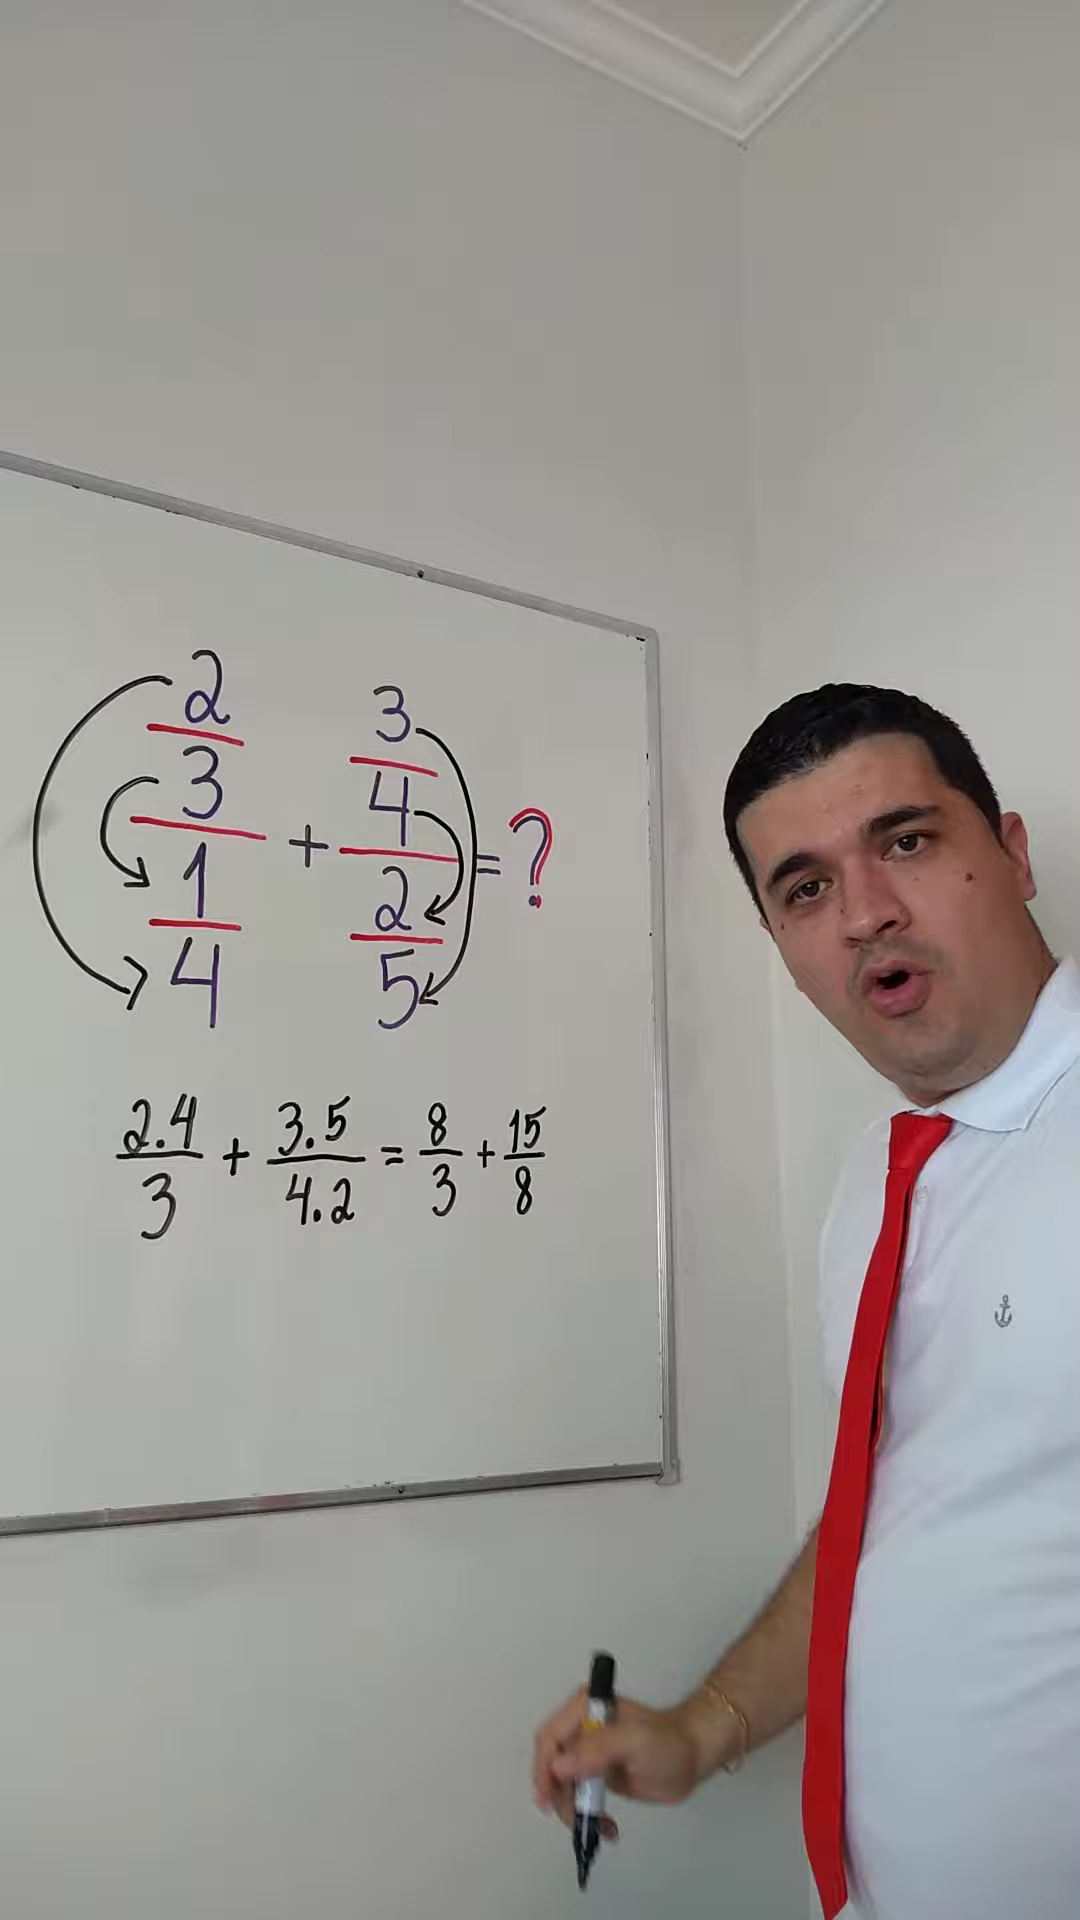 2/3 / 1/4 + 3/4 / 2/5 = ?
2.4/3 + 3.5/4.2 = 8/3 + 15/8